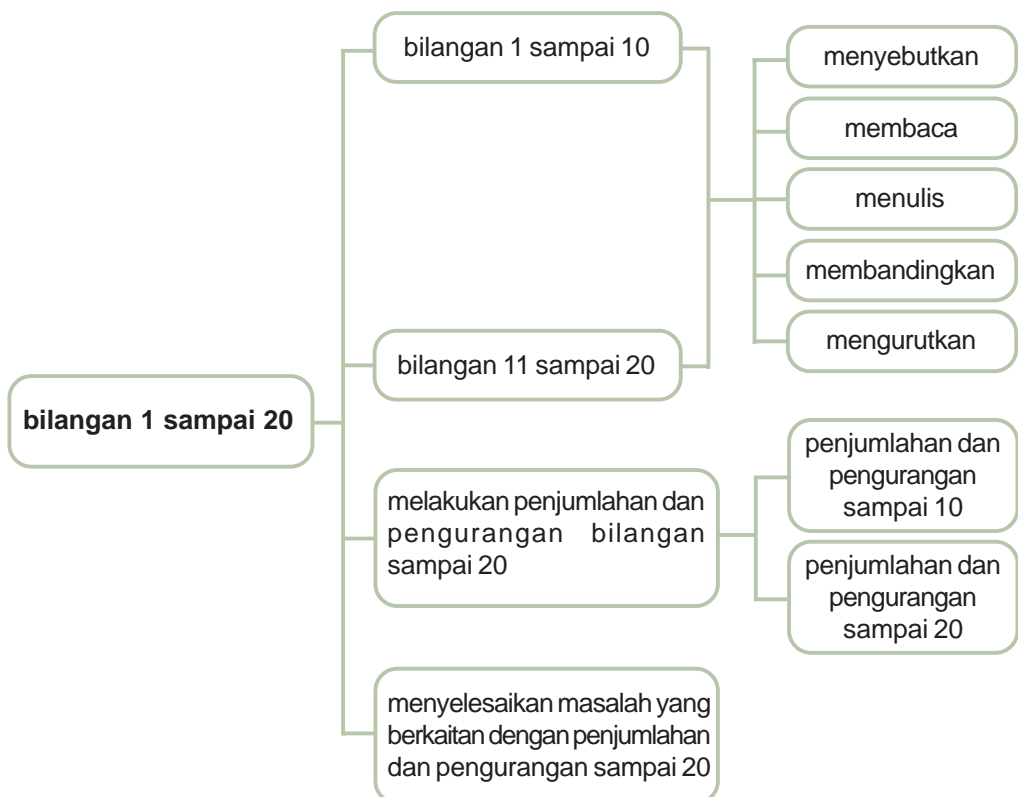 bilangan 1 sampai 20
bilangan 1 sampai 10
bilangan 11 sampai 20
menyebutkan
membaca
menulis
membandingkan
mengurutkan
melakukan penjumlahan dan
pengurangan bilangan
sampai 20
penjumlahan dan
pengurangan
sampai 10
penjumlahan dan
pengurangan
sampai 20
menyelesaikan masalah yang
berkaitan dengan penjumlahan
dan pengurangan sampai 20